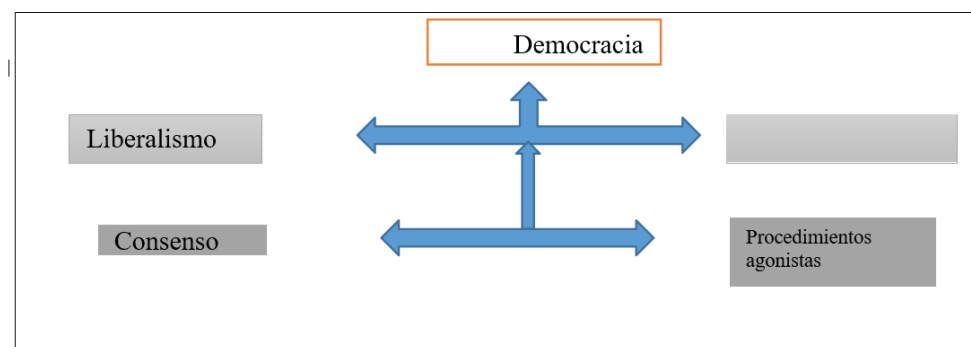 Democracia
Liberalismo
Consenso
Procedimientos
agonistas